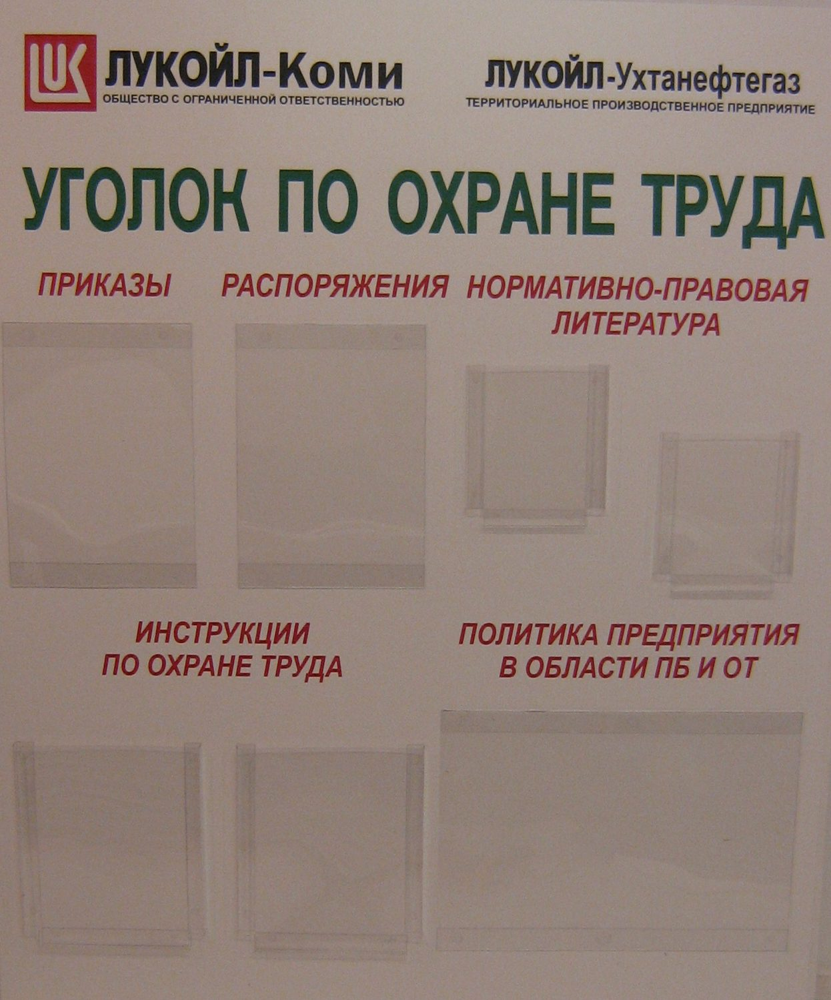 ЛУКОЙЛ-Коми
ОБЩЕСТВО С ОГРАНИЧЕННОЙ ОТВЕТСТВЕННОСТЬЮ
ЛУКОЙЛ-Ухтанефтегаз
ТЕРРИТОРИАЛЬНОЕ ПРОИЗВОДСТВЕННОЕ ПРЕДПРИЯТИЕ
УГОЛОК ПО ОХРАНЕ ТРУДА
ПРИКАЗЫ
РАСПОРЯЖЕНИЯ
НОРМАТИВНО-ПРАВОВАЯ
ЛИТЕРАТУРА
ИНСТРУКЦИИ
ПО ОХРАНЕ ТРУДА
ПОЛИТИКА ПРЕДПРИЯТИЯ
В ОБЛАСТИ ПБ И ОТ